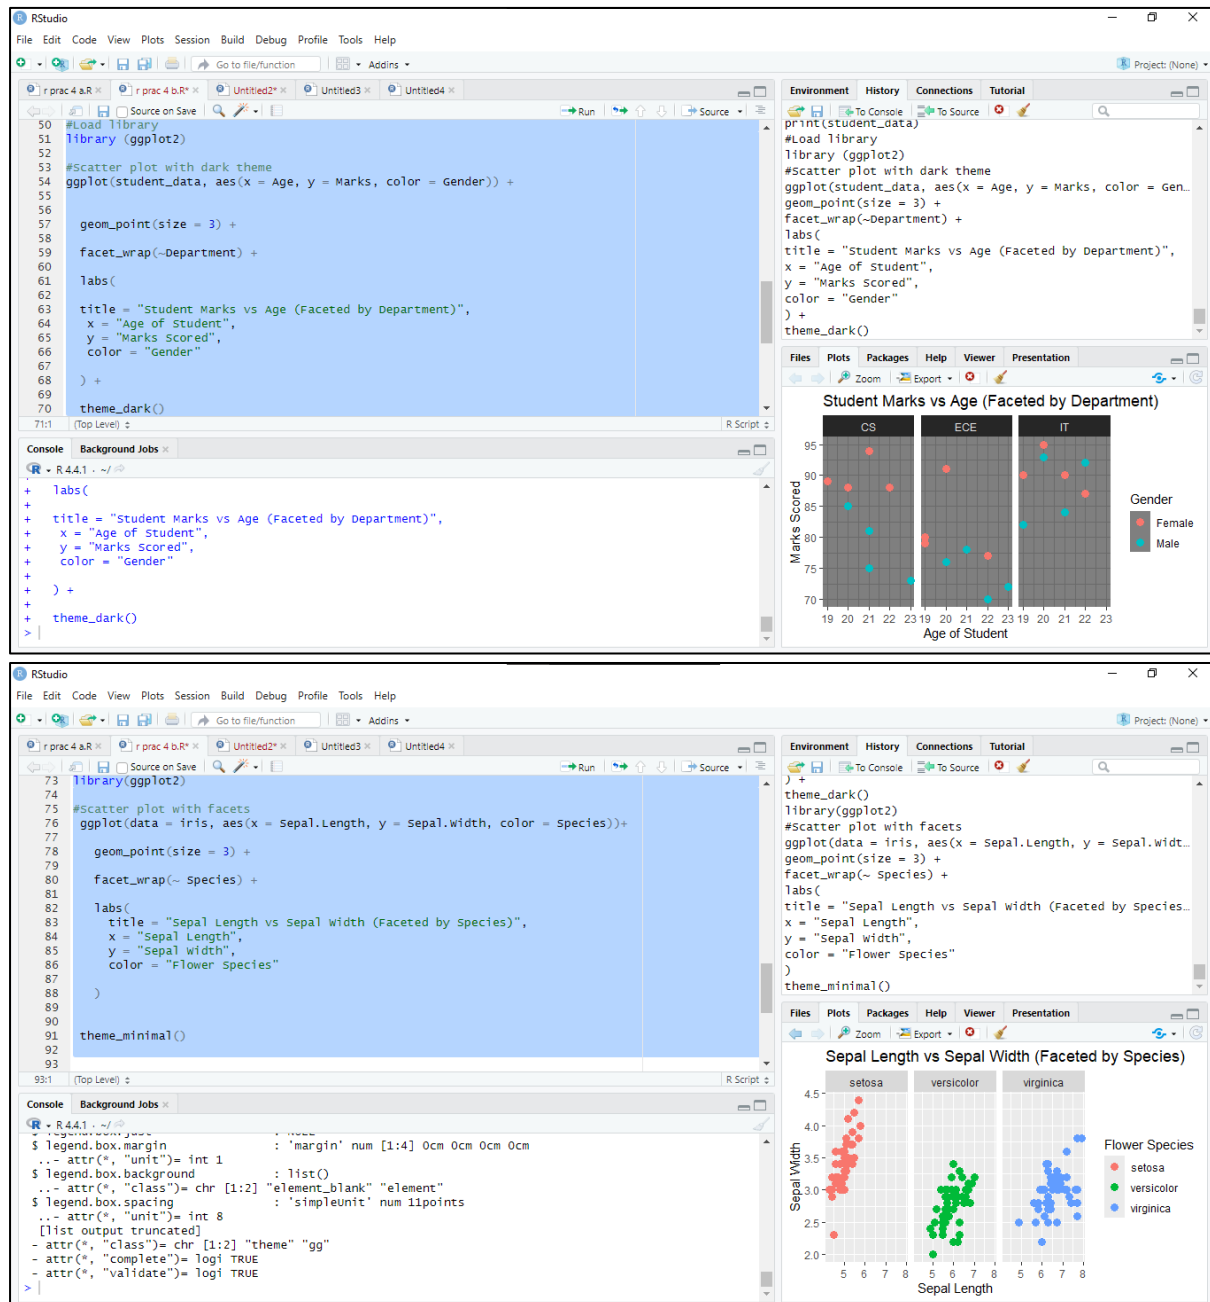 RStudio
File Edit Code View Plots Session Build Debug Profile Tools Help
Go to file/function
Addins
Project: (None)
r prac 4 a.R
r prac 4 b.R*
Untitled2*
Untitled3
Untitled4
Source on Save
Run
Source
50 #Load library
51 library (ggplot2)
52
53 #Scatter plot with dark theme
54 ggplot(student_data, aes(x = Age, y = Marks, color = Gender)) +
55
56
57 geom_point(size = 3) +
58
59 facet_wrap(~Department) +
60
61 labs(
62
63 title = "Student Marks vs Age (Faceted by Department)",
64 x = "Age of Student",
65 y = "Marks Scored",
66 color = "Gender"
67
68 ) +
69
70 theme_dark()
71:1 (Top Level) R Script
Console Background Jobs
R 4.4.1 · ~/
+ labs(
+
+ title = "Student Marks vs Age (Faceted by Department)",
+ x = "Age of Student",
+ y = "Marks Scored",
+ color = "Gender"
+
+ ) +
+
+ theme_dark()
>
Environment History Connections Tutorial
To Console To Source
print(student_data)
#Load library
library (ggplot2)
#Scatter plot with dark theme
ggplot(student_data, aes(x = Age, y = Marks, color = Gen…
geom_point(size = 3) +
facet_wrap(~Department) +
labs(
title = "Student Marks vs Age (Faceted by Department)",
x = "Age of Student",
y = "Marks Scored",
color = "Gender"
) +
theme_dark()
Files Plots Packages Help Viewer Presentation
Zoom Export
Student Marks vs Age (Faceted by Department)
CS ECE IT
95
90
85
80
75
70
Marks Scored
19 20 21 22 23 19 20 21 22 23 19 20 21 22 23
Age of Student
Gender
Female
Male
RStudio
File Edit Code View Plots Session Build Debug Profile Tools Help
Go to file/function
Addins
Project: (None)
r prac 4 a.R
r prac 4 b.R*
Untitled2*
Untitled3
Untitled4
Source on Save
Run
Source
73 library(ggplot2)
74
75 #Scatter plot with facets
76 ggplot(data = iris, aes(x = Sepal.Length, y = Sepal.Width, color = Species))+
77
78 geom_point(size = 3) +
79
80 facet_wrap(~ Species) +
81
82 labs(
83 title = "Sepal Length vs Sepal Width (Faceted by Species)",
84 x = "Sepal Length",
85 y = "Sepal Width",
86 color = "Flower Species"
87
88 )
89
90
91 theme_minimal()
92
93
93:1 (Top Level) R Script
Console Background Jobs
R 4.4.1 · ~/
$ legend.box.just : NULL
$ legend.box.margin : 'margin' num [1:4] 0cm 0cm 0cm 0cm
..- attr(*, "unit")= int 1
$ legend.box.background : list()
..- attr(*, "class")= chr [1:2] "element_blank" "element"
$ legend.box.spacing : 'simpleUnit' num 11points
..- attr(*, "unit")= int 8
[list output truncated]
- attr(*, "class")= chr [1:2] "theme" "gg"
- attr(*, "complete")= logi TRUE
- attr(*, "validate")= logi TRUE
>
Environment History Connections Tutorial
To Console To Source
) +
theme_dark()
library(ggplot2)
#Scatter plot with facets
ggplot(data = iris, aes(x = Sepal.Length, y = Sepal.Widt…
geom_point(size = 3) +
facet_wrap(~ Species) +
labs(
title = "Sepal Length vs Sepal Width (Faceted by Species…
x = "Sepal Length",
y = "Sepal Width",
color = "Flower Species"
)
theme_minimal()
Files Plots Packages Help Viewer Presentation
Zoom Export
Sepal Length vs Sepal Width (Faceted by Species)
setosa versicolor virginica
4.5
4.0
3.5
3.0
2.5
2.0
Sepal Width
5 6 7 8 5 6 7 8 5 6 7 8
Sepal Length
Flower Species
setosa
versicolor
virginica